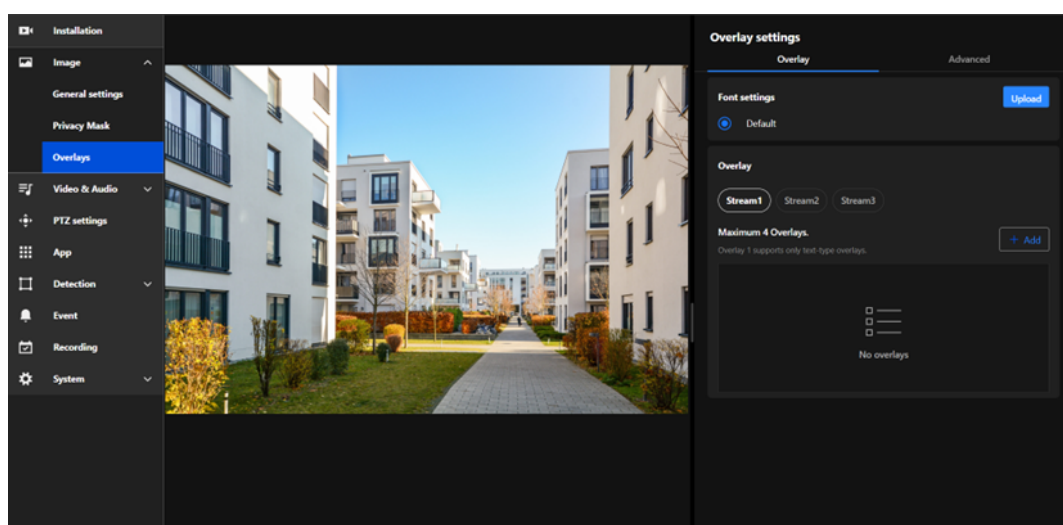 Installation
Image
General settings
Privacy Mask
Overlays
Video & Audio
PTZ settings
App
Detection
Event
Recording
System
Overlay settings
Overlay Advanced
Font settings
Upload
Default
Overlay
Stream1 Stream2 Stream3
Maximum 4 Overlays.
+ Add
Overlay 1 supports only text-type overlays.
No overlays